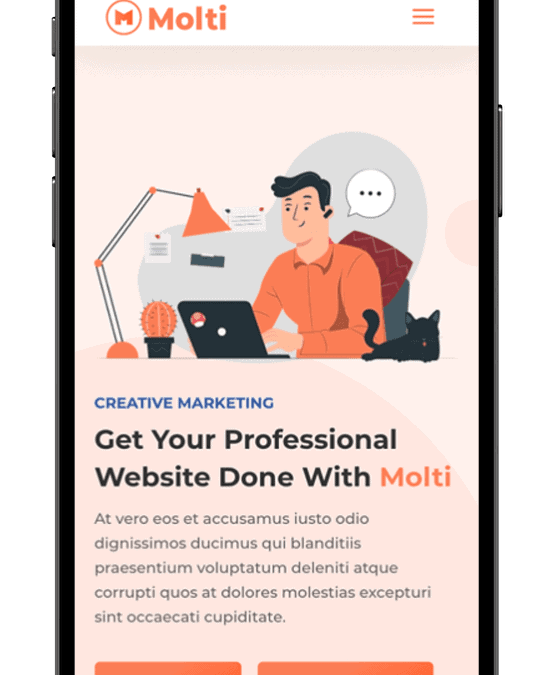 Molti
CREATIVE MARKETING
Get Your Professional
Website Done With Molti
At vero eos et accusamus iusto odio
dignissimos ducimus qui blanditiis
praesentium voluptatum deleniti atque
corrupti quos at dolores molestias excepturi
sint occaecati cupiditate.